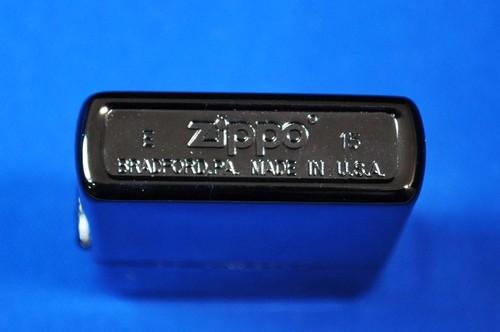 E Zippo® 15
BRADFORD,PA. MADE IN U.S.A.